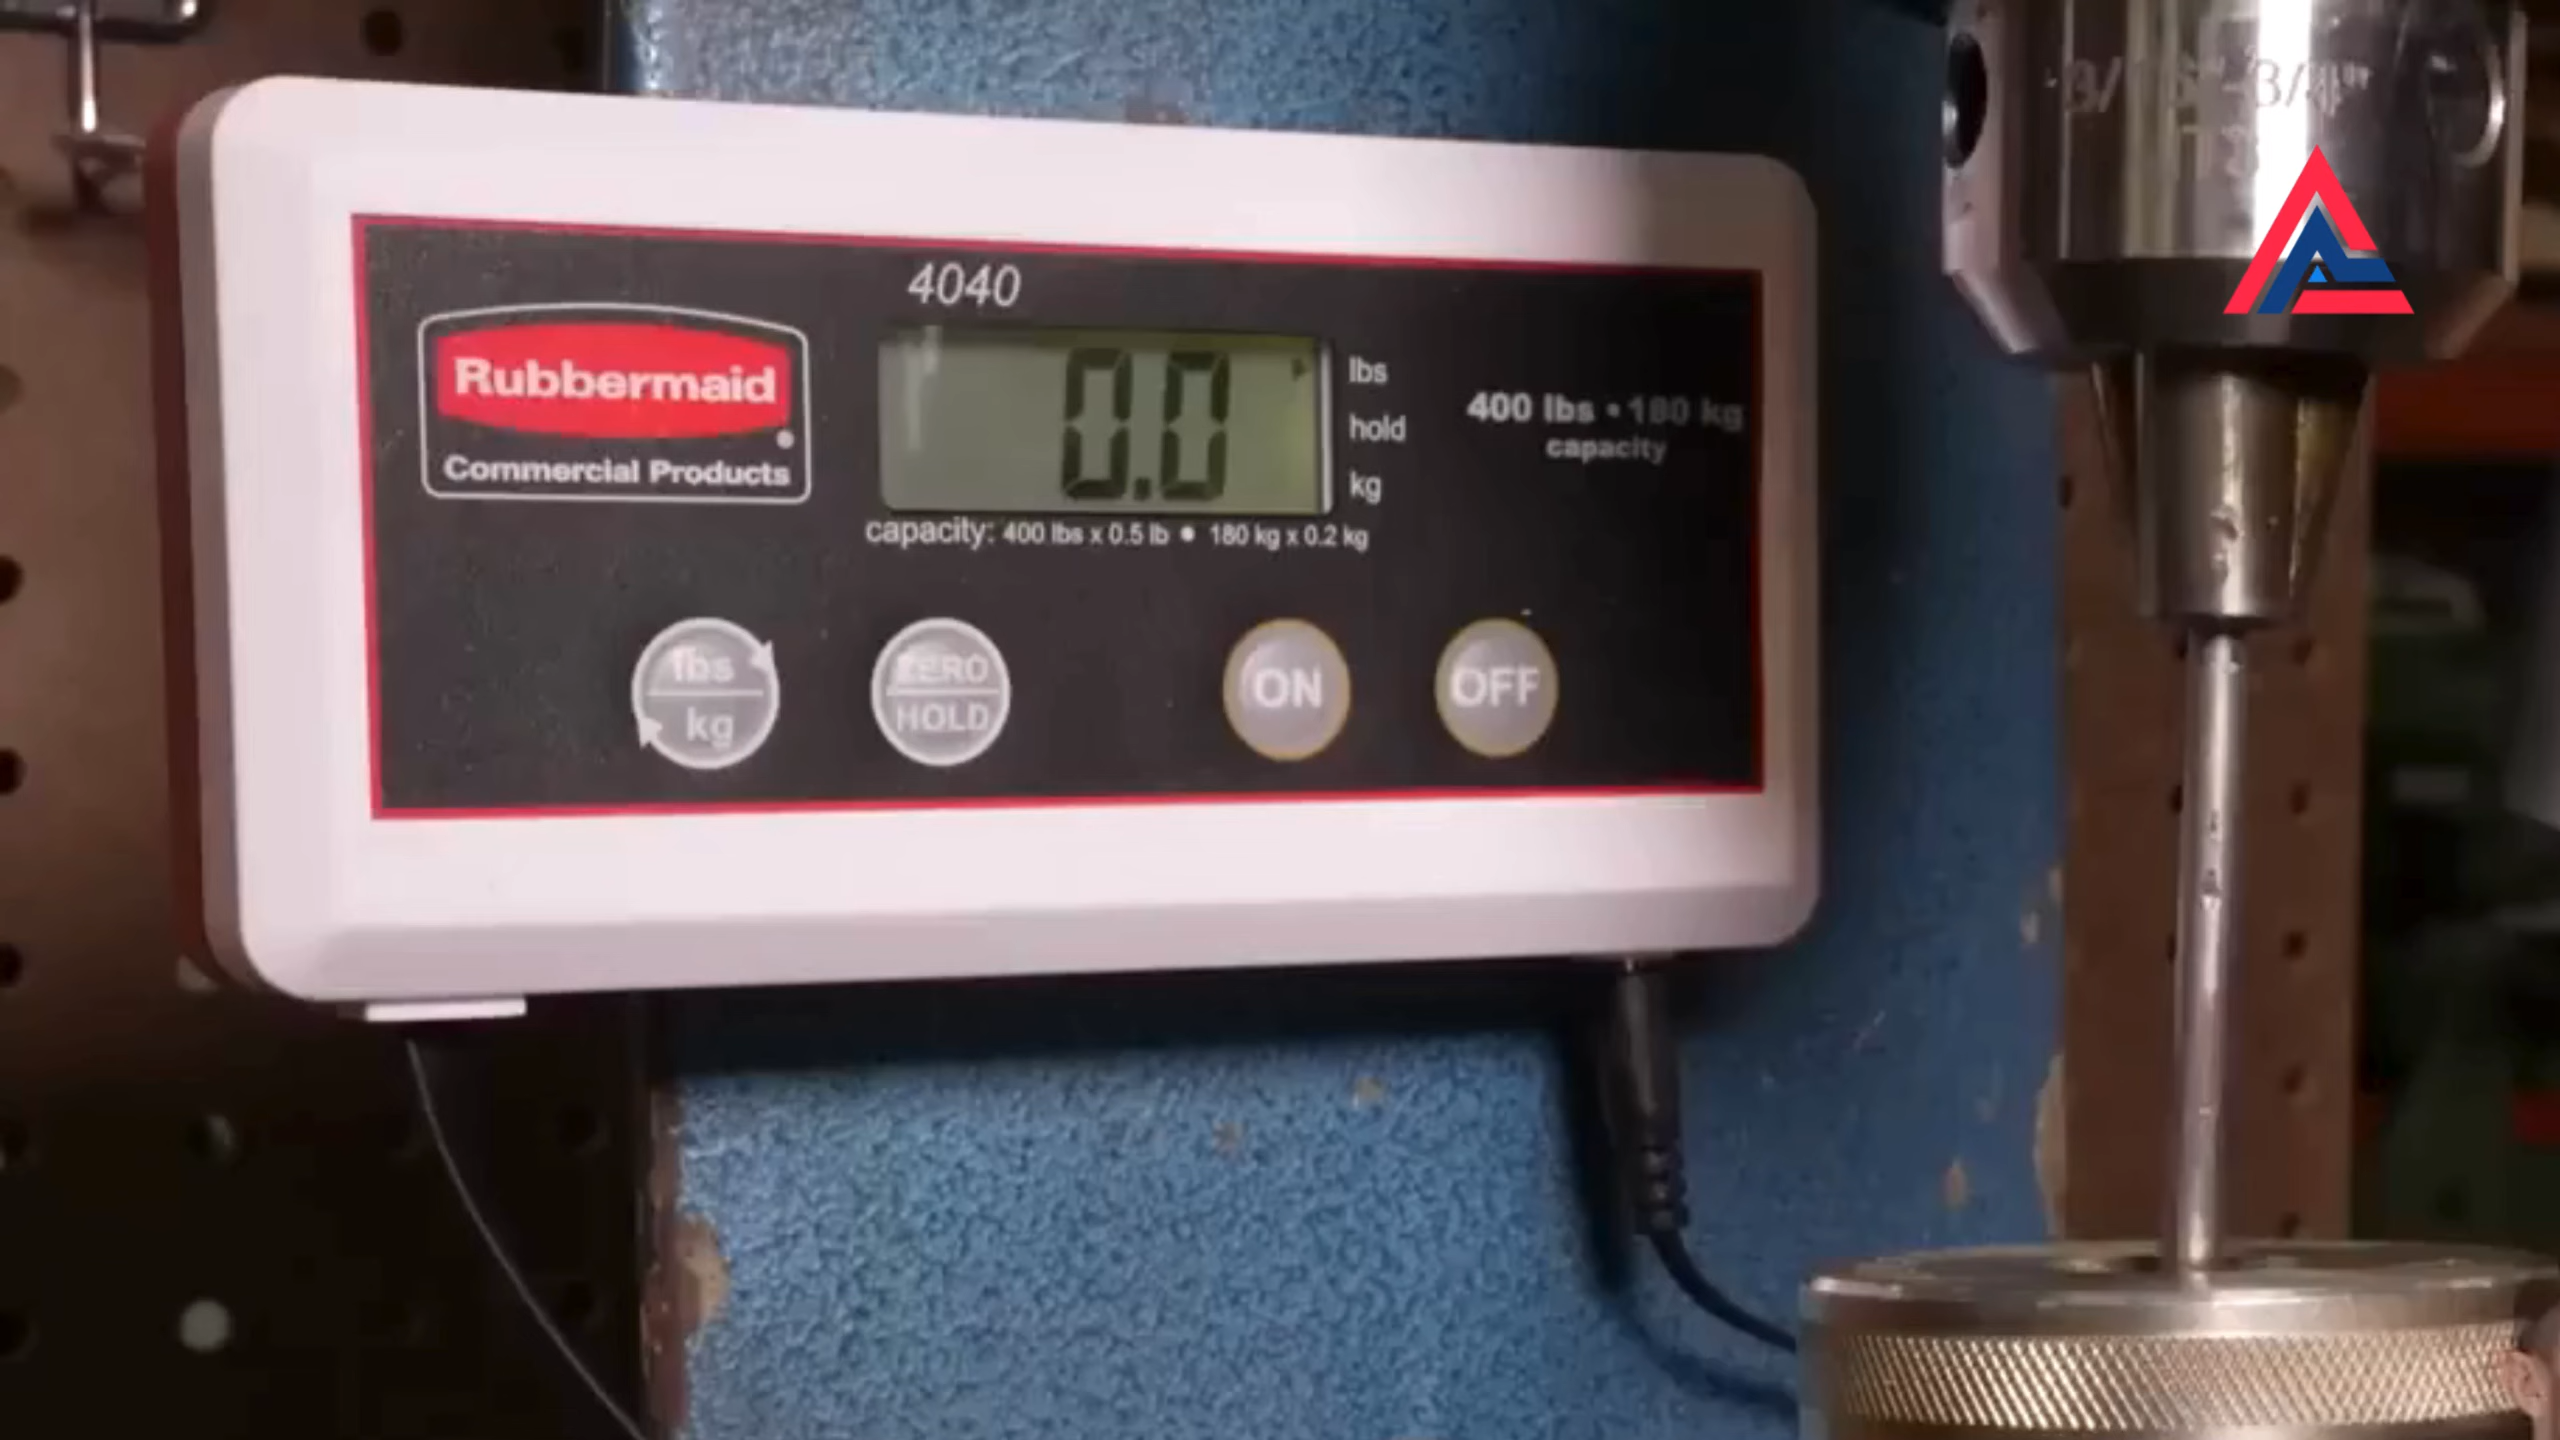 4040
Rubbermaid
Commercial Products
0.0
lbs
hold
kg
400 lbs • 180 kg
capacity
capacity: 400 lbs x 0.5 lb • 180 kg x 0.2 kg
lbs
kg
ZERO
HOLD
ON
OFF